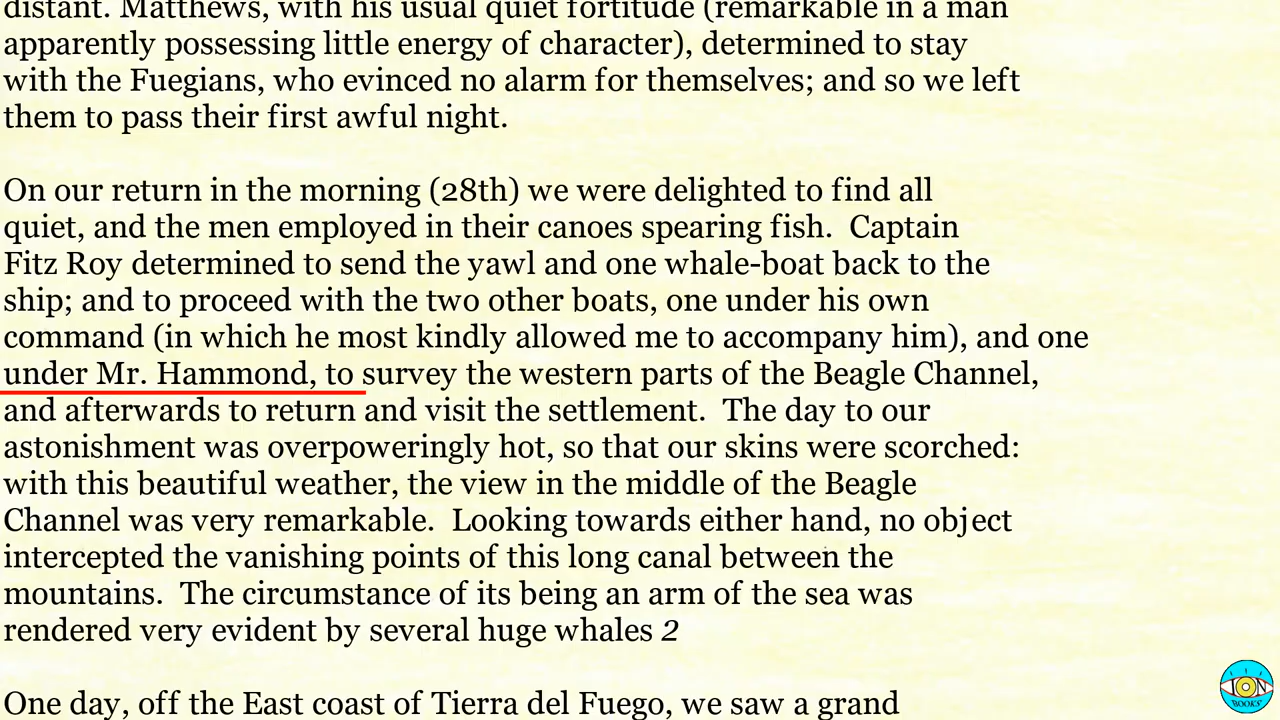 distant. Matthews, with his usual quiet fortitude (remarkable in a man
apparently possessing little energy of character), determined to stay
with the Fuegians, who evinced no alarm for themselves; and so we left
them to pass their first awful night.
On our return in the morning (28th) we were delighted to find all
quiet, and the men employed in their canoes spearing fish.  Captain
Fitz Roy determined to send the yawl and one whale-boat back to the
ship; and to proceed with the two other boats, one under his own
command (in which he most kindly allowed me to accompany him), and one
under Mr. Hammond, to survey the western parts of the Beagle Channel,
and afterwards to return and visit the settlement.  The day to our
astonishment was overpoweringly hot, so that our skins were scorched:
with this beautiful weather, the view in the middle of the Beagle
Channel was very remarkable.  Looking towards either hand, no object
intercepted the vanishing points of this long canal between the
mountains.  The circumstance of its being an arm of the sea was
rendered very evident by several huge whales 2
One day, off the East coast of Tierra del Fuego, we saw a grand
ION
BOOKS